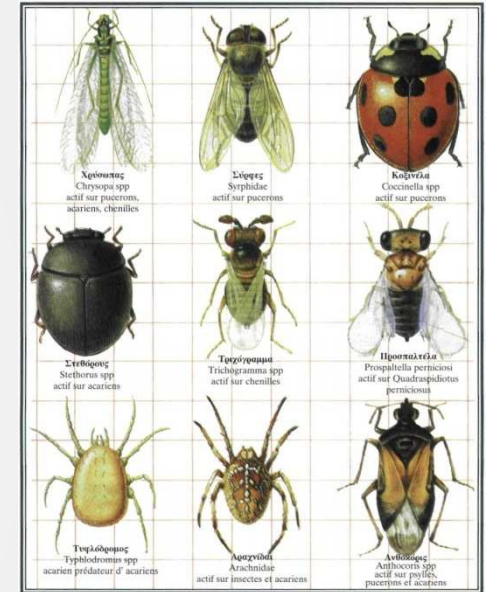 Χρύσωπας
Chrysopa spp
actif sur pucerons,
acariens, chenilles
Σύρφες
Syrphidae
actif sur pucerons
Κοξινέλα
Coccinella spp
actif sur pucerons
Στεθόρους
Stethorus spp
actif sur acariens
Τριχόγραμμα
Trichogramma spp
actif sur chenilles
Προσπαλτέλα
Prospaltella perniciosi
actif sur Quadraspidiotus
perniciosus
Τυφλόδρομος
Typhlodromus spp
acarien prédateur d' acariens
Αραχνίδαι
Arachnidae
actif sur insectes et acariens
Ανθοκόρις
Anthocoris spp
actif sur psylles,
pucerons et acariens